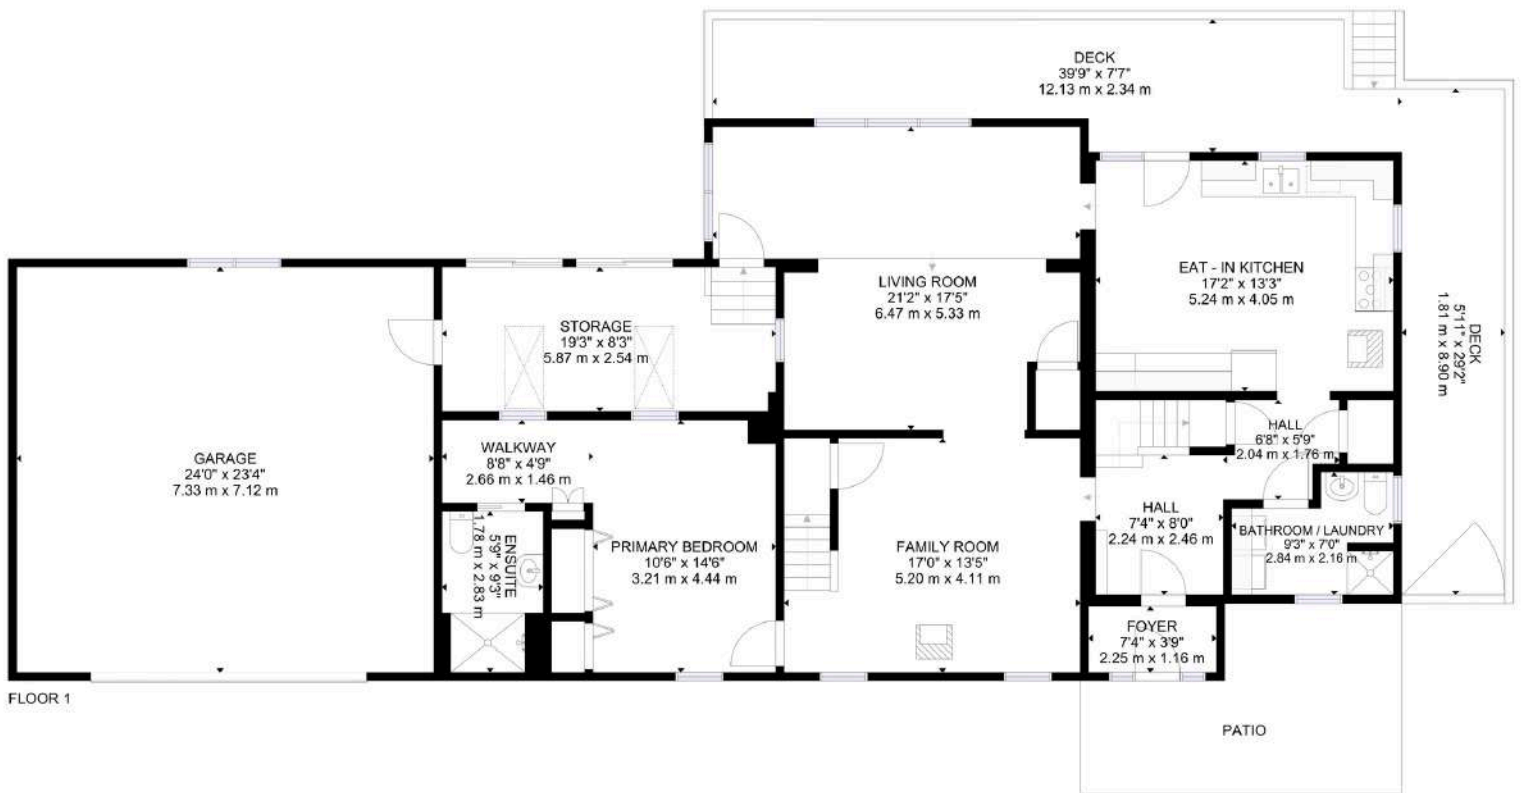 DECK
39'9" x 7'7"
12.13 m x 2.34 m
LIVING ROOM
21'2" x 17'5"
6.47 m x 5.33 m
EAT - IN KITCHEN
17'2" x 13'3"
5.24 m x 4.05 m
DECK
5'11" x 29'2"
1.81 m x 8.90 m
STORAGE
19'3" x 8'3"
5.87 m x 2.54 m
GARAGE
24'0" x 23'4"
7.33 m x 7.12 m
WALKWAY
8'8" x 4'9"
2.66 m x 1.46 m
HALL
6'8" x 5'9"
2.04 m x 1.76 m
ENSUITE
5'9" x 9'3"
1.78 m x 2.83 m
PRIMARY BEDROOM
10'6" x 14'6"
3.21 m x 4.44 m
FAMILY ROOM
17'0" x 13'5"
5.20 m x 4.11 m
HALL
7'4" x 8'0"
2.24 m x 2.46 m
BATHROOM / LAUNDRY
9'3" x 7'0"
2.84 m x 2.16 m
FOYER
7'4" x 3'9"
2.25 m x 1.16 m
FLOOR 1
PATIO